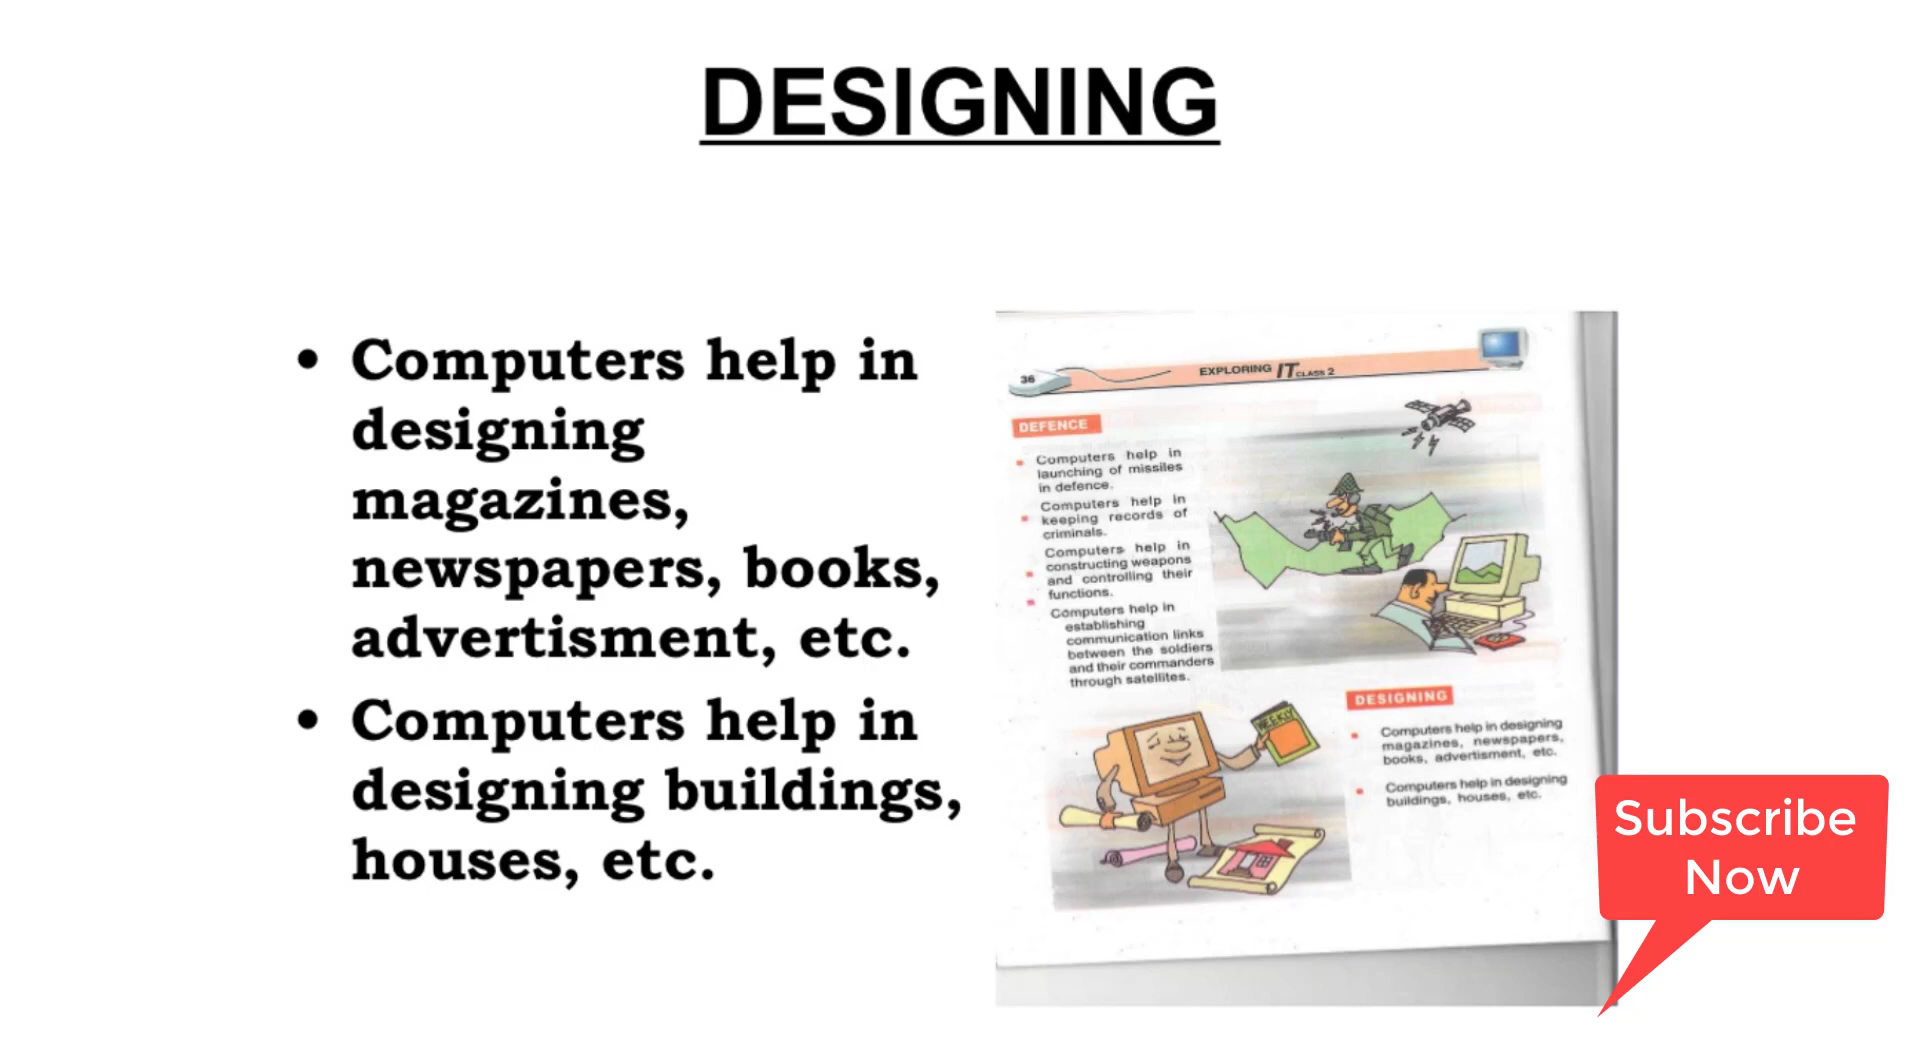 DESIGNING
• Computers help in
designing
magazines,
newspapers, books,
advertisment, etc.
• Computers help in
designing buildings,
houses, etc.
36
EXPLORING IT CLASS 2
DEFENCE
Computers help in
launching of missiles
in defence.
Computers help in
keeping records of
criminals.
Computers help in
constructing weapons
and controlling their
functions.
Computers help in
establishing
communication links
between the soldiers
and their commanders
through satellites.
WEEKLY
DESIGNING
Computers help in designing
magazines, newspapers,
books, advertisment, etc.
Computers help in designing
buildings, houses, etc.
Subscribe
Now